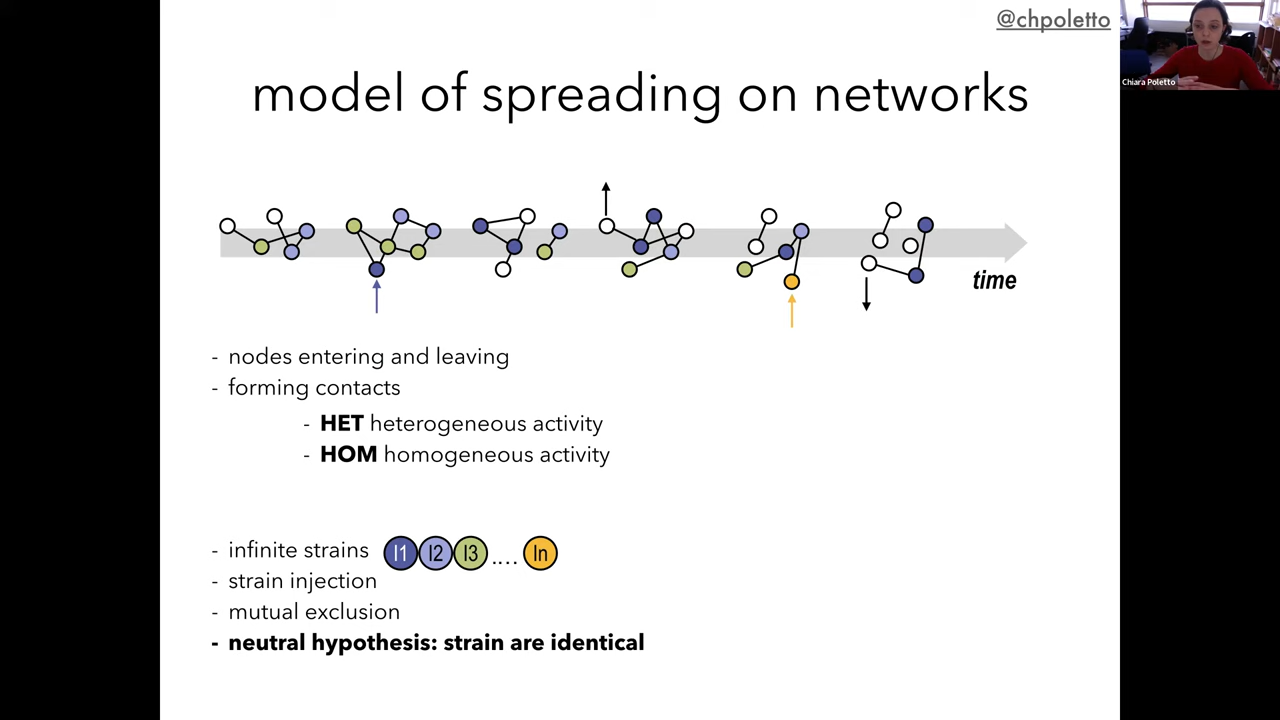 @chpoletto
Chiara Poletto
model of spreading on networks
time
- nodes entering and leaving
- forming contacts
- HET heterogeneous activity
- HOM homogeneous activity
- infinite strains I1 I2 I3 .... In
- strain injection
- mutual exclusion
- neutral hypothesis: strain are identical